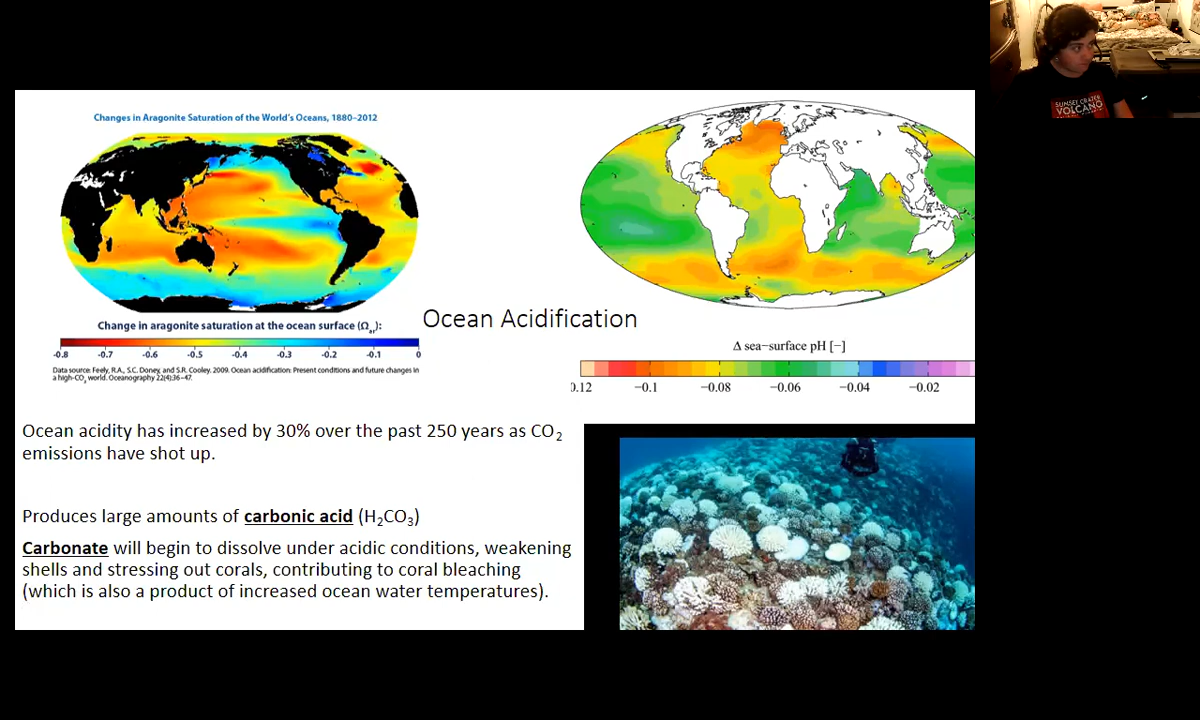 Changes in Aragonite Saturation of the World's Oceans, 1880–2012
Change in aragonite saturation at the ocean surface (Ωar):
-0.8 -0.7 -0.6 -0.5 -0.4 -0.3 -0.2 -0.1 0
Data source: Feely, R.A., S.C. Doney, and S.R. Cooley. 2009. Ocean acidification: Present conditions and future changes in
a high-CO2 world. Oceanography 22(4):36–47.
Ocean Acidification
Δ sea−surface pH [−]
0.12 −0.1 −0.08 −0.06 −0.04 −0.02
Ocean acidity has increased by 30% over the past 250 years as CO2
emissions have shot up.
Produces large amounts of carbonic acid (H2CO3)
Carbonate will begin to dissolve under acidic conditions, weakening
shells and stressing out corals, contributing to coral bleaching
(which is also a product of increased ocean water temperatures).
SUNSET CRATER
VOLCANO